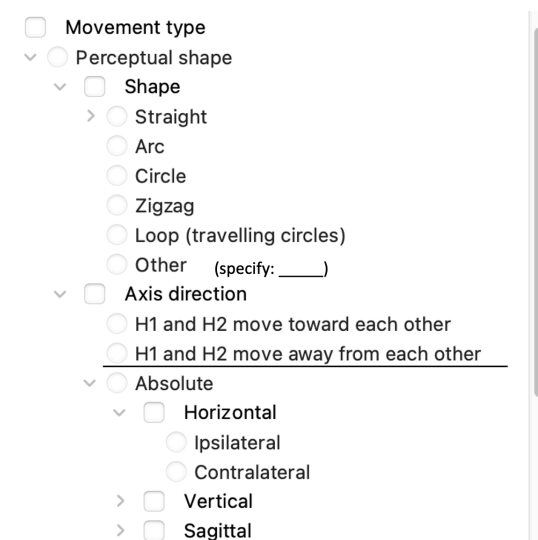 Movement type
Perceptual shape
Shape
Straight
Arc
Circle
Zigzag
Loop (travelling circles)
Other (specify: _____)
Axis direction
H1 and H2 move toward each other
H1 and H2 move away from each other
Absolute
Horizontal
Ipsilateral
Contralateral
Vertical
Sagittal